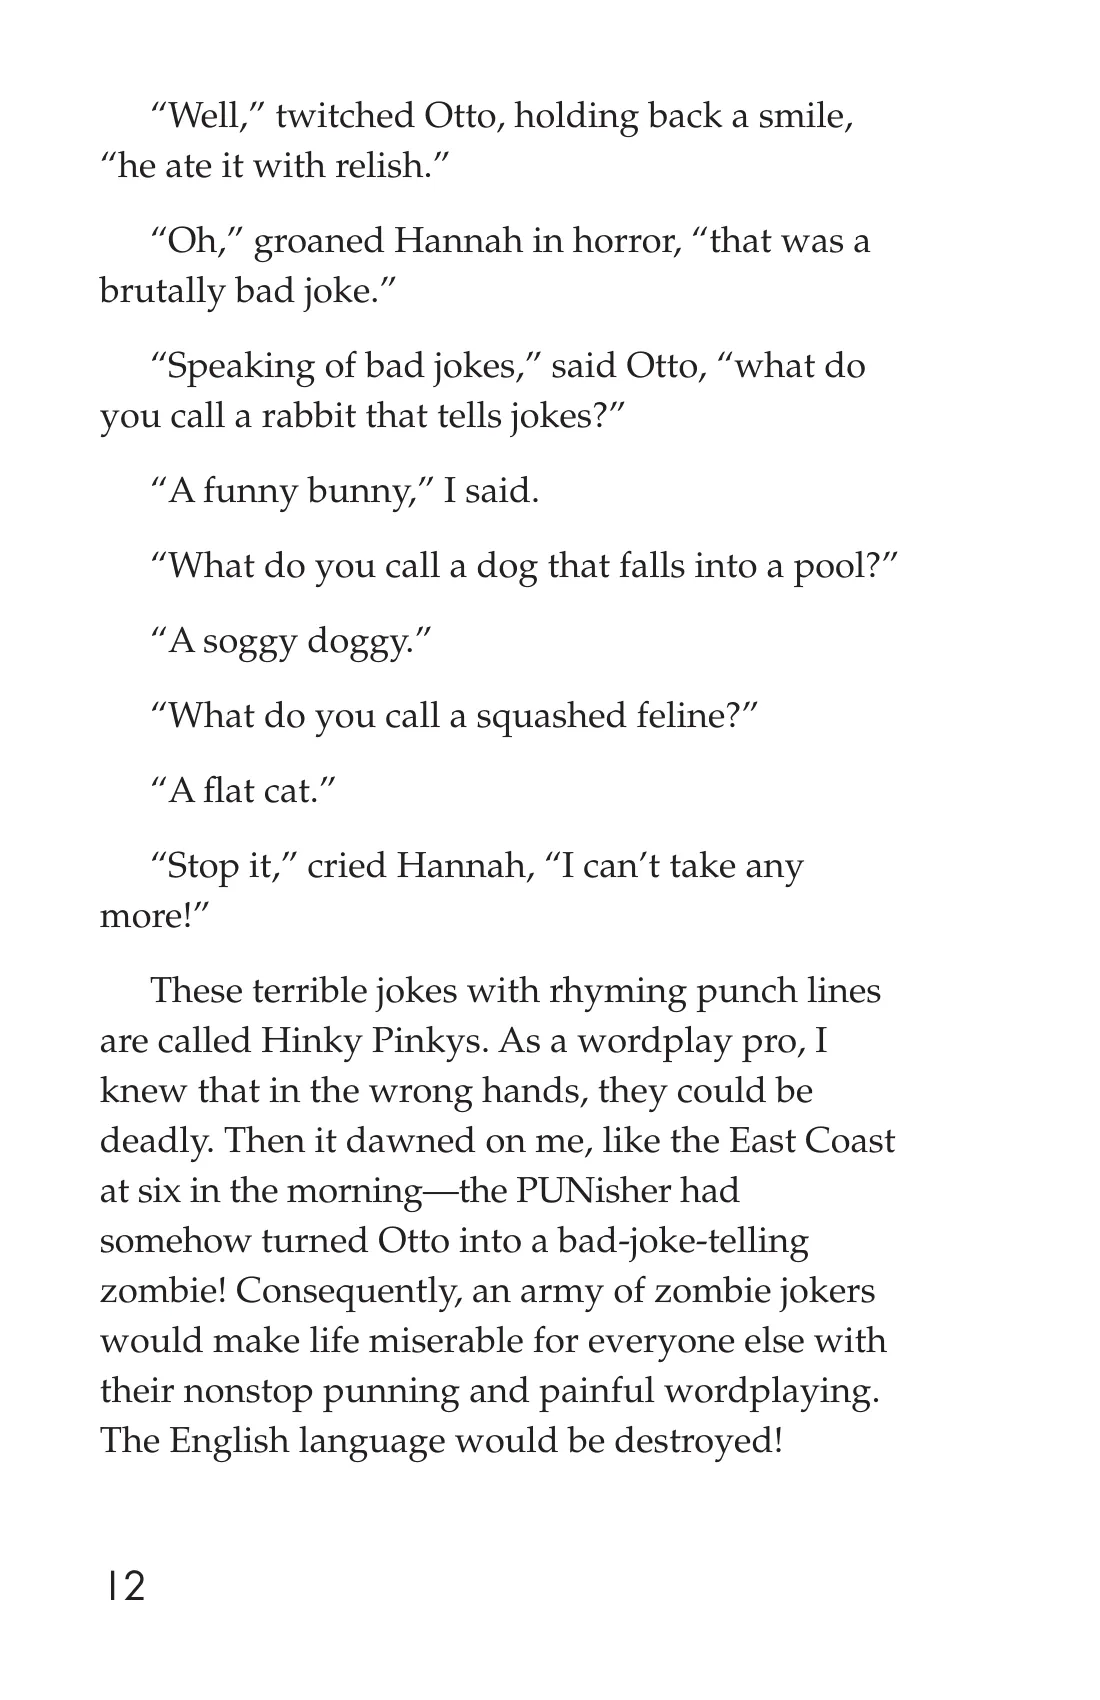 “Well,” twitched Otto, holding back a smile,
“he ate it with relish.”
“Oh,” groaned Hannah in horror, “that was a
brutally bad joke.”
“Speaking of bad jokes,” said Otto, “what do
you call a rabbit that tells jokes?”
“A funny bunny,” I said.
“What do you call a dog that falls into a pool?”
“A soggy doggy.”
“What do you call a squashed feline?”
“A flat cat.”
“Stop it,” cried Hannah, “I can’t take any
more!”
These terrible jokes with rhyming punch lines
are called Hinky Pinkys. As a wordplay pro, I
knew that in the wrong hands, they could be
deadly. Then it dawned on me, like the East Coast
at six in the morning—the PUNisher had
somehow turned Otto into a bad-joke-telling
zombie! Consequently, an army of zombie jokers
would make life miserable for everyone else with
their nonstop punning and painful wordplaying.
The English language would be destroyed!
12